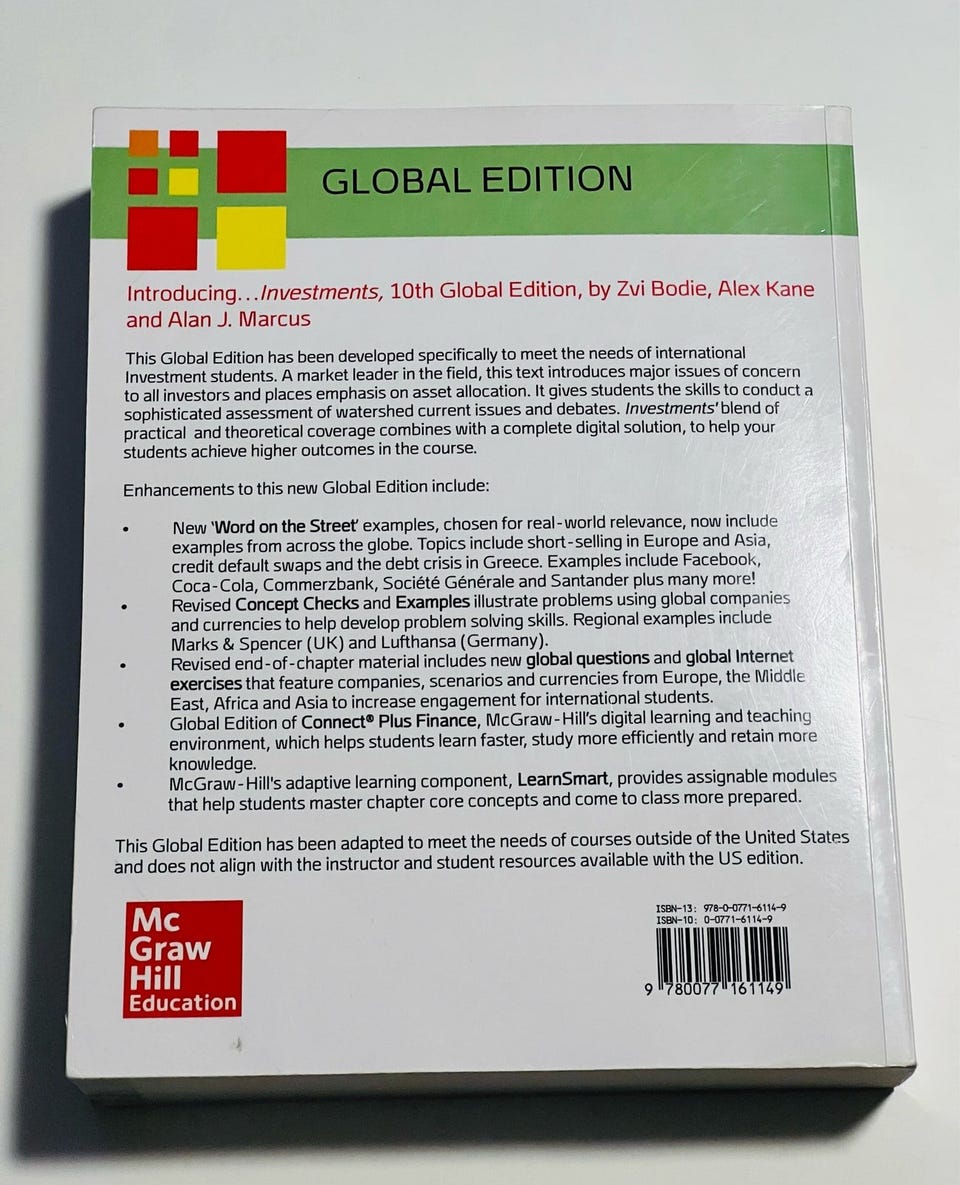 GLOBAL EDITION
Introducing...Investments, 10th Global Edition, by Zvi Bodie, Alex Kane
and Alan J. Marcus
This Global Edition has been developed specifically to meet the needs of international
Investment students. A market leader in the field, this text introduces major issues of concern
to all investors and places emphasis on asset allocation. It gives students the skills to conduct a
sophisticated assessment of watershed current issues and debates. Investments' blend of
practical and theoretical coverage combines with a complete digital solution, to help your
students achieve higher outcomes in the course.
Enhancements to this new Global Edition include:
• New 'Word on the Street' examples, chosen for real-world relevance, now include
examples from across the globe. Topics include short-selling in Europe and Asia,
credit default swaps and the debt crisis in Greece. Examples include Facebook,
Coca-Cola, Commerzbank, Société Générale and Santander plus many more!
• Revised Concept Checks and Examples illustrate problems using global companies
and currencies to help develop problem solving skills. Regional examples include
Marks & Spencer (UK) and Lufthansa (Germany).
• Revised end-of-chapter material includes new global questions and global Internet
exercises that feature companies, scenarios and currencies from Europe, the Middle
East, Africa and Asia to increase engagement for international students.
• Global Edition of Connect® Plus Finance, McGraw-Hill's digital learning and teaching
environment, which helps students learn faster, study more efficiently and retain more
knowledge.
• McGraw-Hill's adaptive learning component, LearnSmart, provides assignable modules
that help students master chapter core concepts and come to class more prepared.
This Global Edition has been adapted to meet the needs of courses outside of the United States
and does not align with the instructor and student resources available with the US edition.
Mc
Graw
Hill
Education
ISBN-13: 978-0-0771-6114-9
ISBN-10: 0-0771-6114-9
9 780077 161149